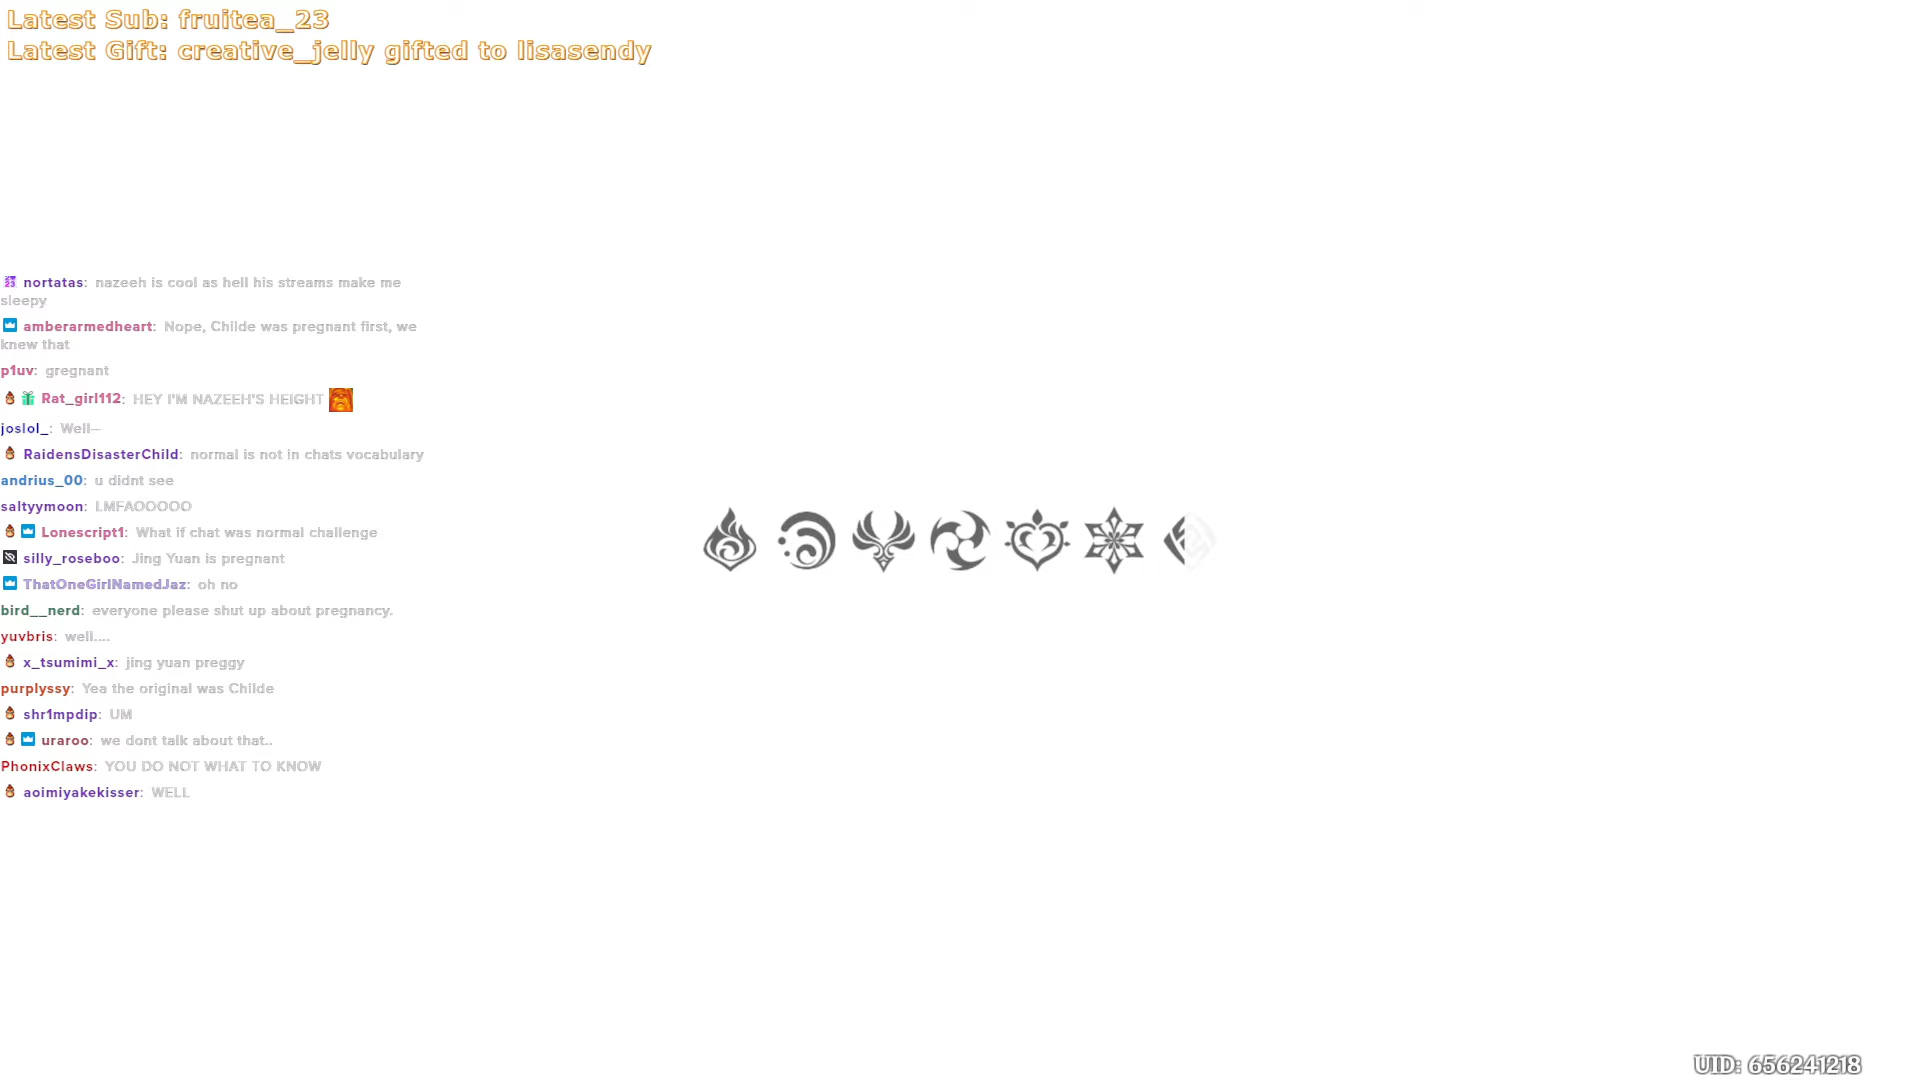 Latest Sub: fruitea_23
Latest Gift: creative_jelly gifted to lisasendy
nortatas: nazeeh is cool as hell his streams make me
sleepy
amberarmedheart: Nope, Childe was pregnant first, we
knew that
p1uv: gregnant
Rat_girl112: HEY I'M NAZEEH'S HEIGHT
joslol_: Well—
RaidensDisasterChild: normal is not in chats vocabulary
andrius_00: u didnt see
saltyymoon: LMFAOOOOO
Lonescript1: What if chat was normal challenge
silly_roseboo: Jing Yuan is pregnant
ThatOneGirlNamedJaz: oh no
bird__nerd: everyone please shut up about pregnancy.
yuvbris: well....
x_tsumimi_x: jing yuan preggy
purplyssy: Yea the original was Childe
shr1mpdip: UM
uraroo: we dont talk about that..
PhonixClaws: YOU DO NOT WHAT TO KNOW
aoimiyakekisser: WELL
UID: 656241218